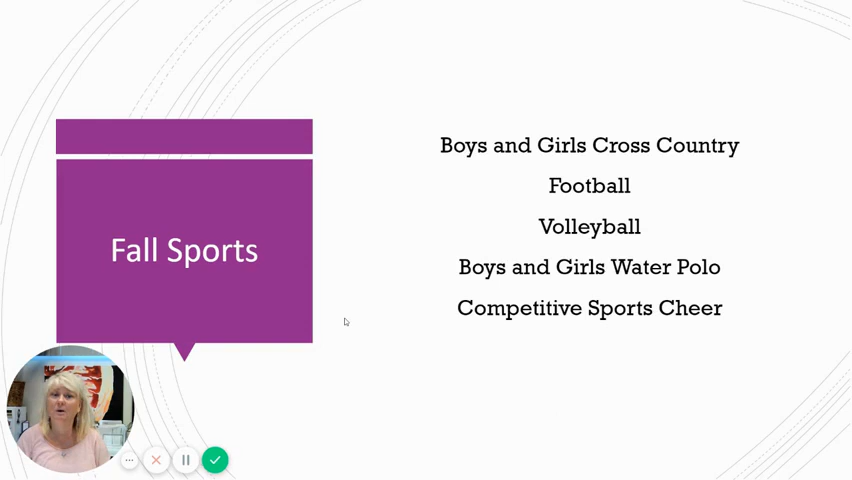 Fall Sports
Boys and Girls Cross Country
Football
Volleyball
Boys and Girls Water Polo
Competitive Sports Cheer